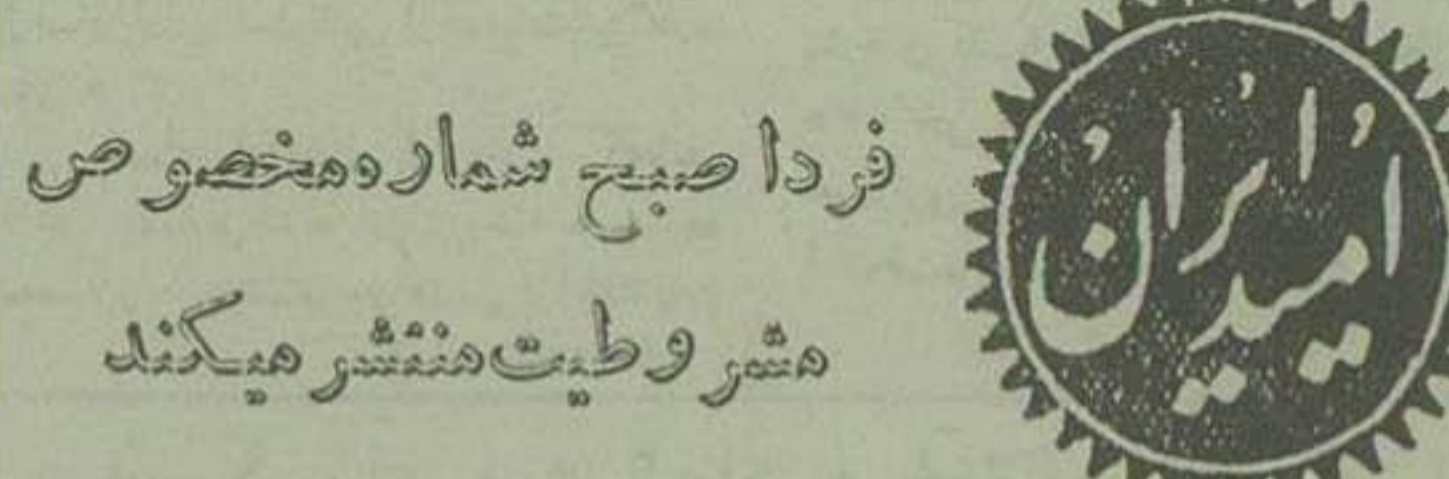 امید ایران
فردا صبح شماره مخصوص
مشروطیت منتشر میکند